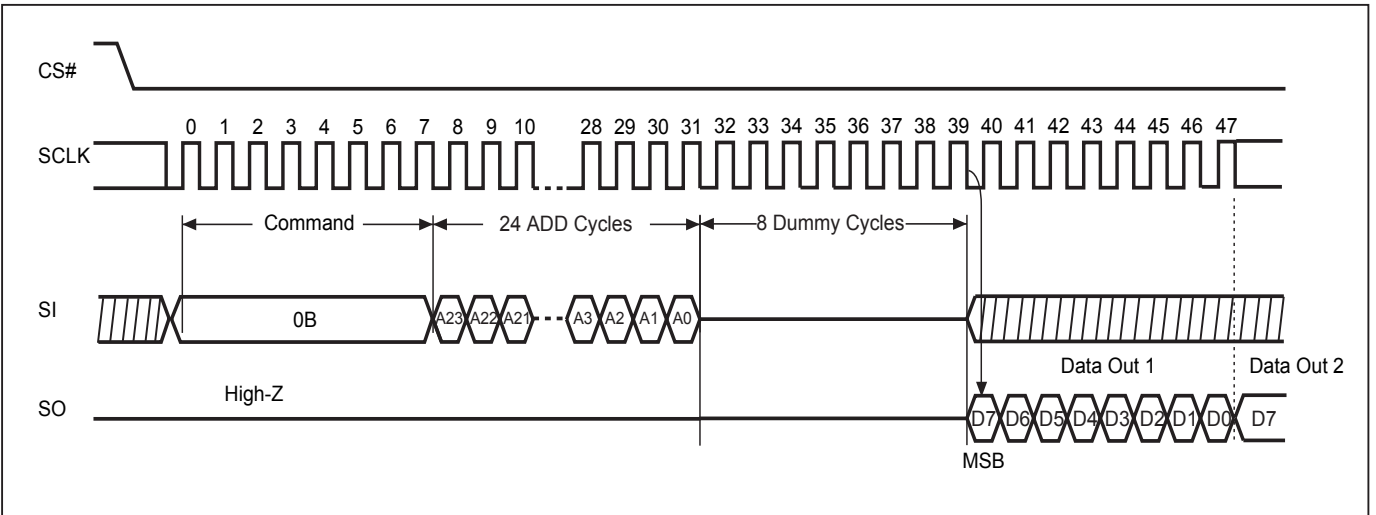 CS#
0 1 2 3 4 5 6 7 8 9 10 28 29 30 31 32 33 34 35 36 37 38 39 40 41 42 43 44 45 46 47
SCLK
Command 24 ADD Cycles 8 Dummy Cycles
SI 0B A23 A22 A21 A3 A2 A1 A0
Data Out 1 Data Out 2
High-Z
SO D7 D6 D5 D4 D3 D2 D1 D0 D7
MSB